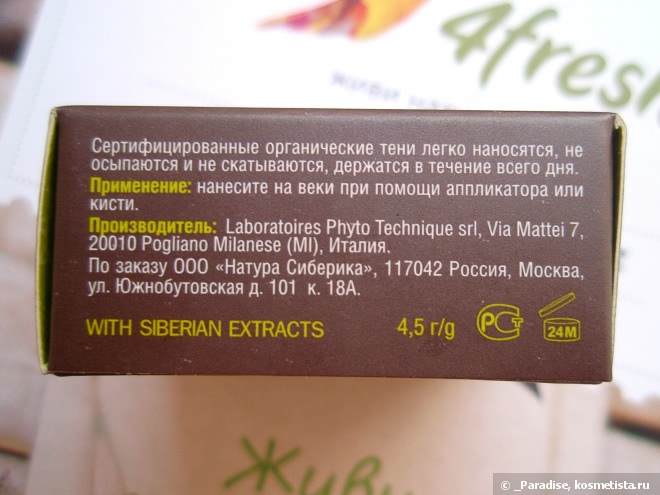 4fresh
Сертифицированные органические тени легко наносятся, не
осыпаются и не скатываются, держатся в течение всего дня.
Применение: нанесите на веки при помощи аппликатора или
кисти.
Производитель: Laboratoires Phyto Technique srl, Via Mattei 7,
20010 Pogliano Milanese (MI), Италия.
По заказу ООО «Натура Сиберика», 117042 Россия, Москва,
ул. Южнобутовская д. 101 к. 18А.
WITH SIBERIAN EXTRACTS 4,5 г/g РСТ 24M
Живи
© _Paradise, kosmetista.ru